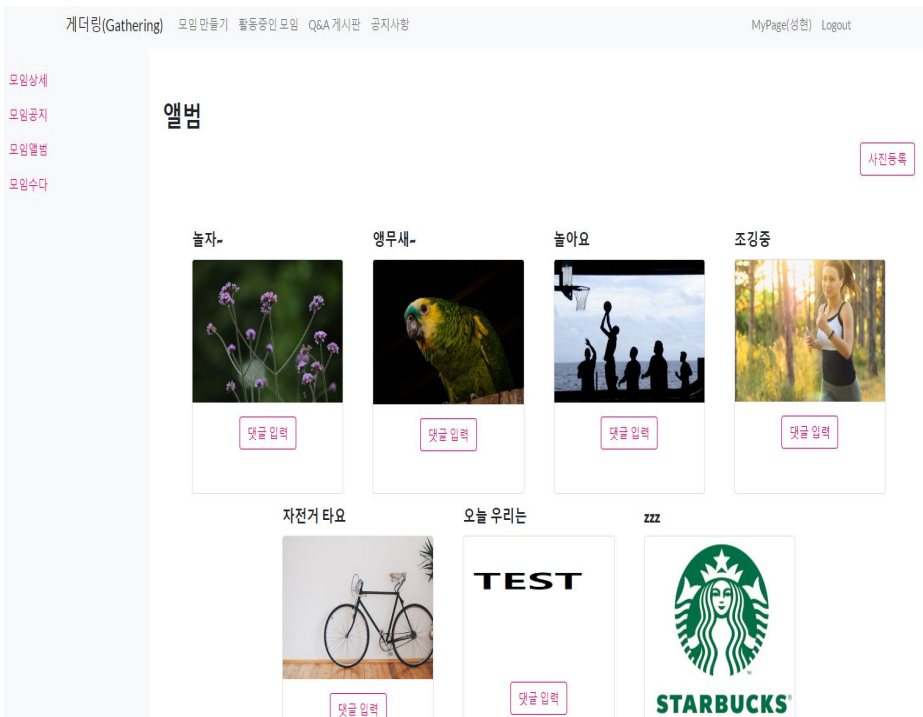 게더링(Gathering) 모임 만들기 활동중인 모임 Q&A 게시판 공지사항 MyPage(성현) Logout
모임상세
모임공지
모임앨범
모임수다
앨범
사진등록
놀자~ 앵무새~ 놀아요 조깅중
댓글 입력 댓글 입력 댓글 입력 댓글 입력
자전거 타요 오늘 우리는 zzz
TEST
댓글 입력 댓글 입력
STARBUCKS